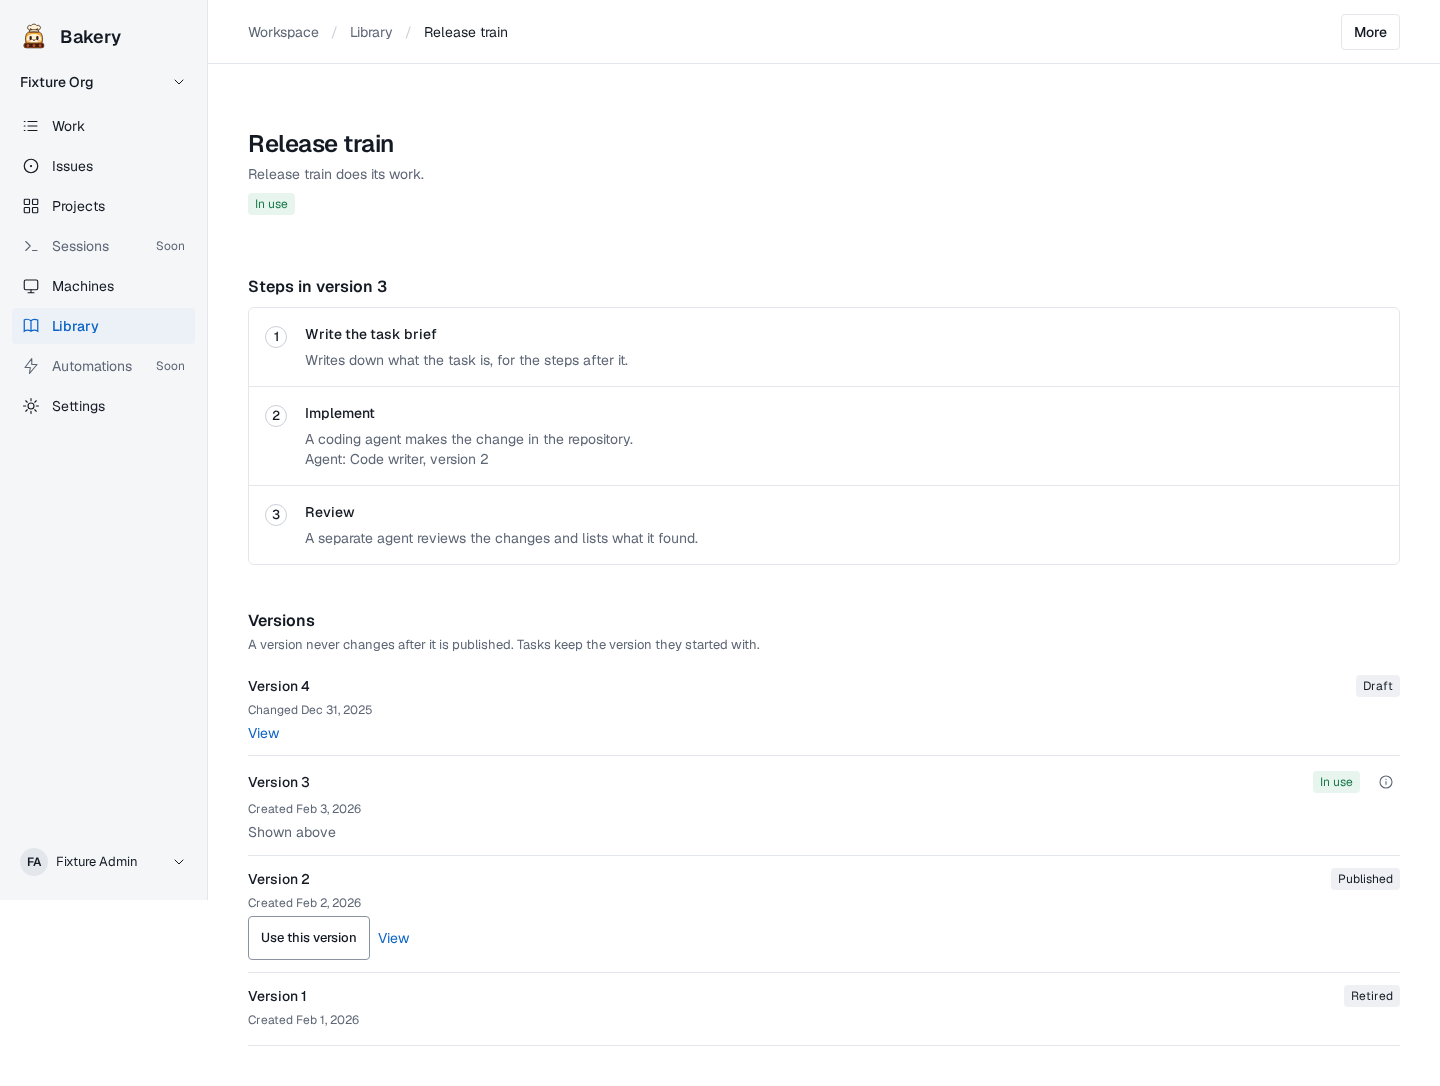 Bakery
Fixture Org
Work
Issues
Projects
Sessions Soon
Machines
Library
Automations Soon
Settings
FA Fixture Admin
Workspace / Library / Release train
More
Release train
Release train does its work.
In use
Steps in version 3
1 Write the task brief
Writes down what the task is, for the steps after it.
2 Implement
A coding agent makes the change in the repository.
Agent: Code writer, version 2
3 Review
A separate agent reviews the changes and lists what it found.
Versions
A version never changes after it is published. Tasks keep the version they started with.
Version 4 Draft
Changed Dec 31, 2025
View
Version 3 In use
Created Feb 3, 2026
Shown above
Version 2 Published
Created Feb 2, 2026
Use this version View
Version 1 Retired
Created Feb 1, 2026